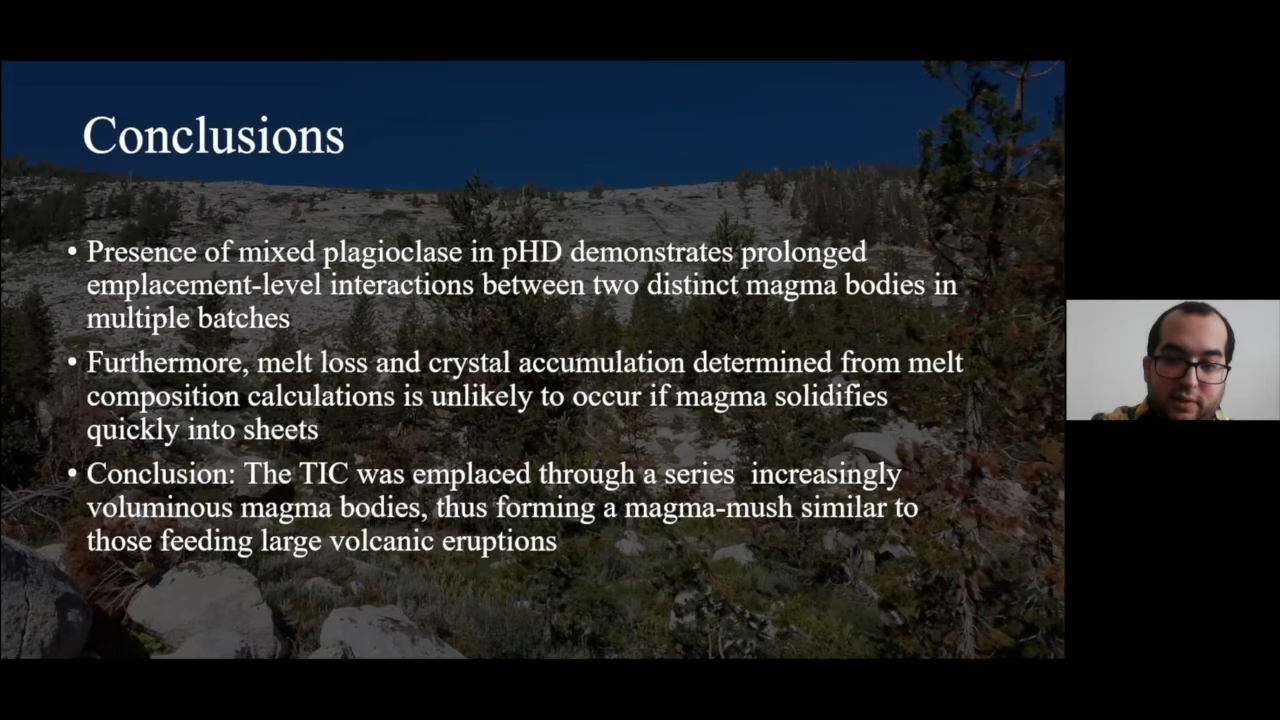 Conclusions
• Presence of mixed plagioclase in pHD demonstrates prolonged
emplacement-level interactions between two distinct magma bodies in
multiple batches
• Furthermore, melt loss and crystal accumulation determined from melt
composition calculations is unlikely to occur if magma solidifies
quickly into sheets
• Conclusion: The TIC was emplaced through a series  increasingly
voluminous magma bodies, thus forming a magma-mush similar to
those feeding large volcanic eruptions